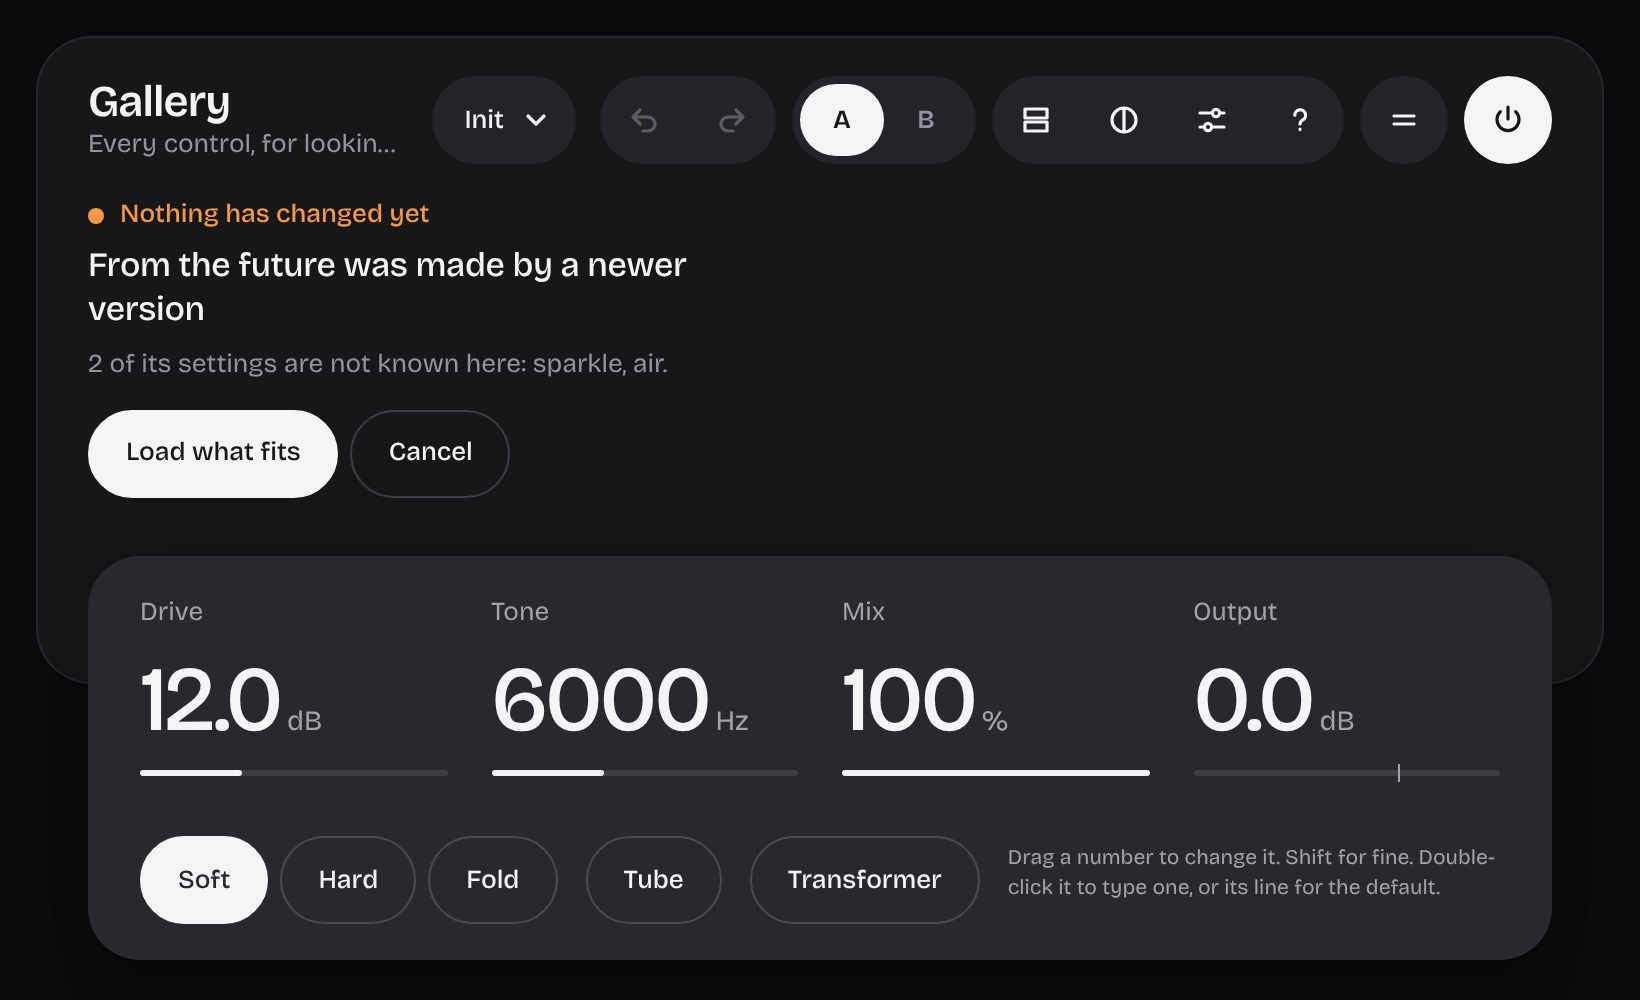 Gallery
Every control, for lookin...
Init
A
B
?
Nothing has changed yet
From the future was made by a newer
version
2 of its settings are not known here: sparkle, air.
Load what fits
Cancel
Drive
Tone
Mix
Output
12.0 dB
6000 Hz
100 %
0.0 dB
Soft
Hard
Fold
Tube
Transformer
Drag a number to change it. Shift for fine. Double-
click it to type one, or its line for the default.